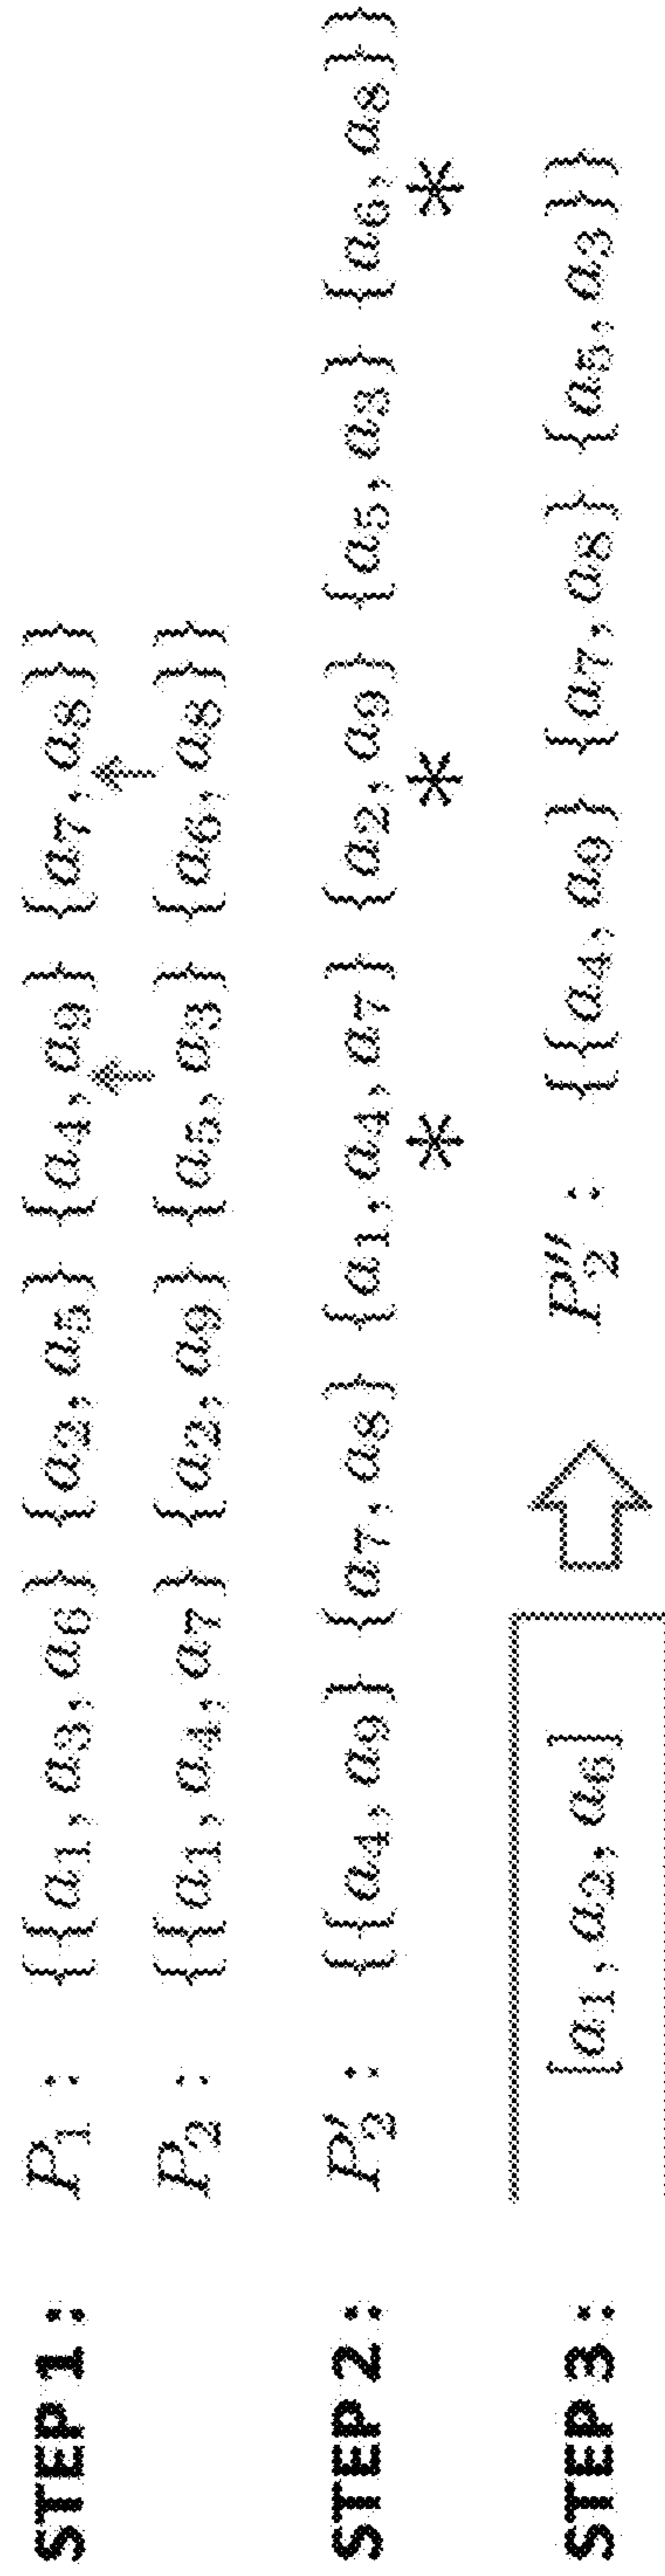 STEP 1 : P₁ : {{a₁, a₃, a₆} {a₂, a₅} {a₄, a₉} {a₇, a₈}}
P₂ : {{a₁, a₄, a₇} {a₂, a₉} {a₅, a₃} {a₆, a₈}}
STEP 2 : P′₂ : {{a₄, a₉} {a₇, a₈} {a₁, a₄, a₇} {a₂, a₉} {a₅, a₃} {a₆, a₈}}
* * *
STEP 3 : [a₁, a₂, a₆] P″₂ : {{a₄, a₉} {a₇, a₈} {a₅, a₃}}